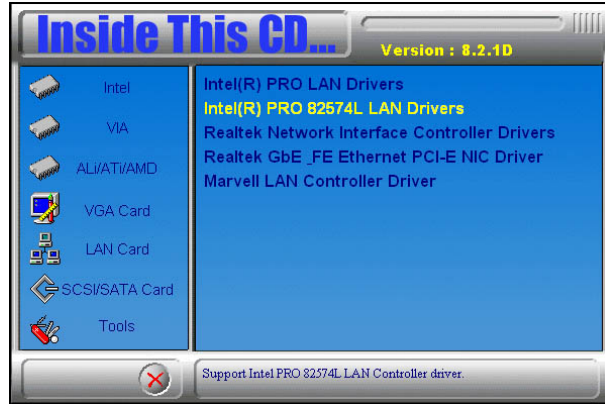 Inside This CD...
Version : 8.2.1D
Intel
VIA
ALi/ATi/AMD
VGA Card
LAN Card
SCSI/SATA Card
Tools
Intel(R) PRO LAN Drivers
Intel(R) PRO 82574L LAN Drivers
Realtek Network Interface Controller Drivers
Realtek GbE _FE Ethernet PCI-E NIC Driver
Marvell LAN Controller Driver
Support Intel PRO 82574L LAN Controller driver.